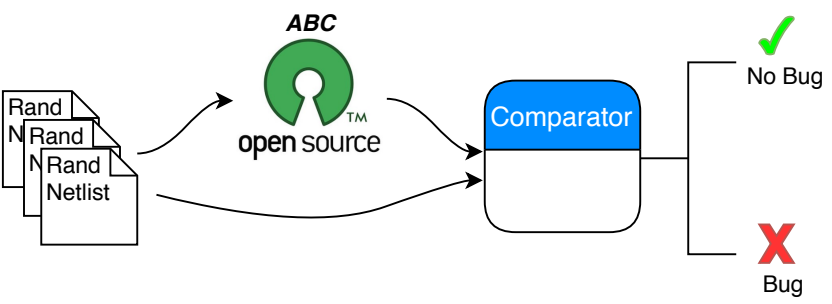 ABC
TM
open source
Rand
N
Rand
N
Rand
Netlist
Comparator
No Bug
Bug